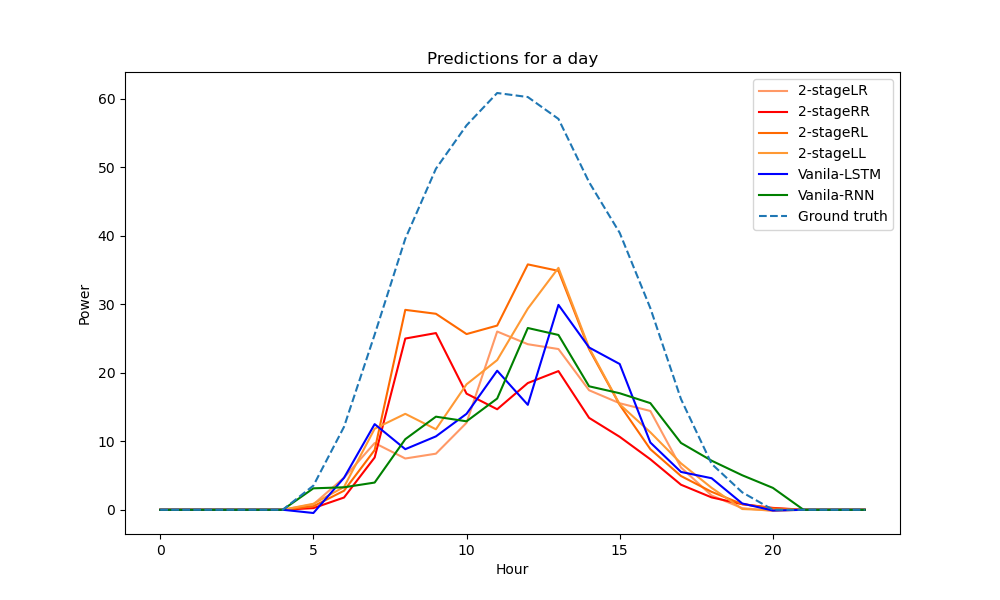 Predictions for a day
2-stageLR
2-stageRR
2-stageRL
2-stageLL
Vanila-LSTM
Vanila-RNN
Ground truth
60
50
40
30
20
10
0
Power
0 5 10 15 20
Hour